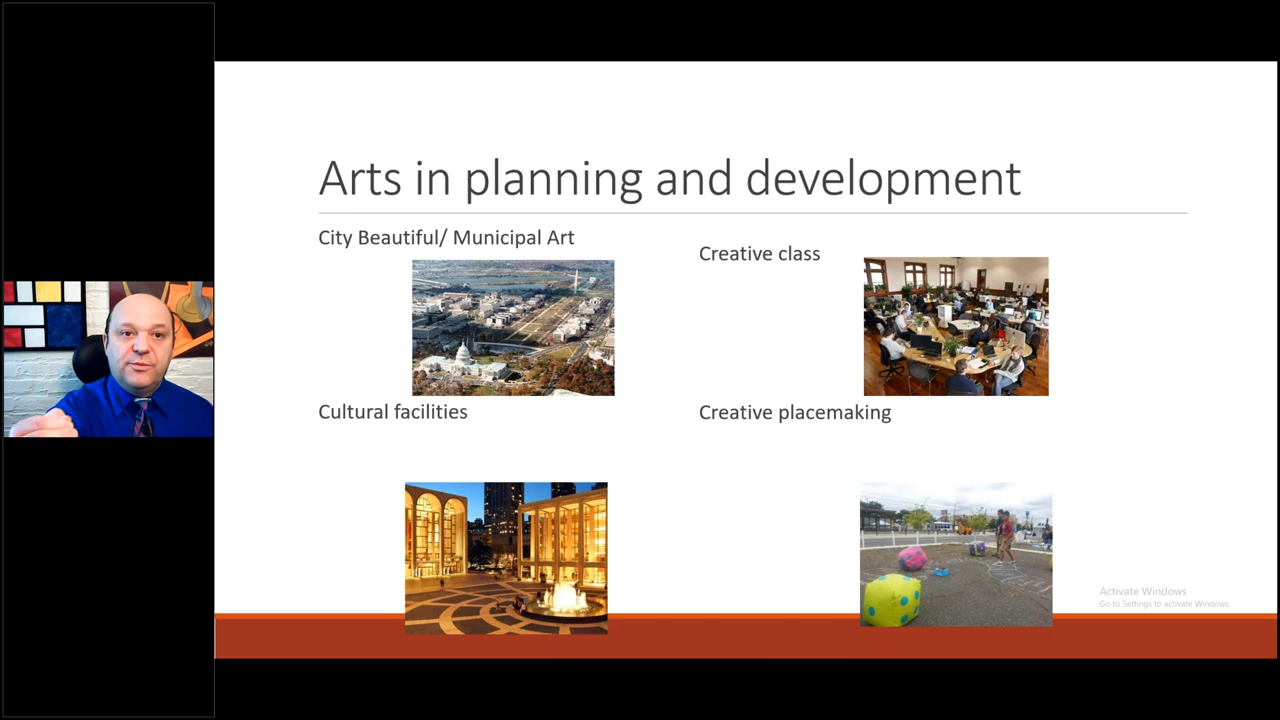 Arts in planning and development
City Beautiful/ Municipal Art
Creative class
Cultural facilities
Creative placemaking
Activate Windows
Go to Settings to activate Windows.